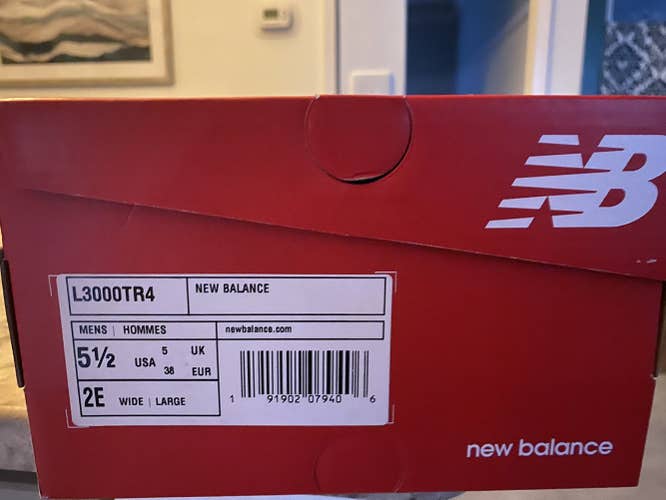 NB
L3000TR4 NEW BALANCE
MENS | HOMMES newbalance.com
5½ USA 5 UK
38 EUR
2E WIDE | LARGE
1 91902 07940 6
new balance